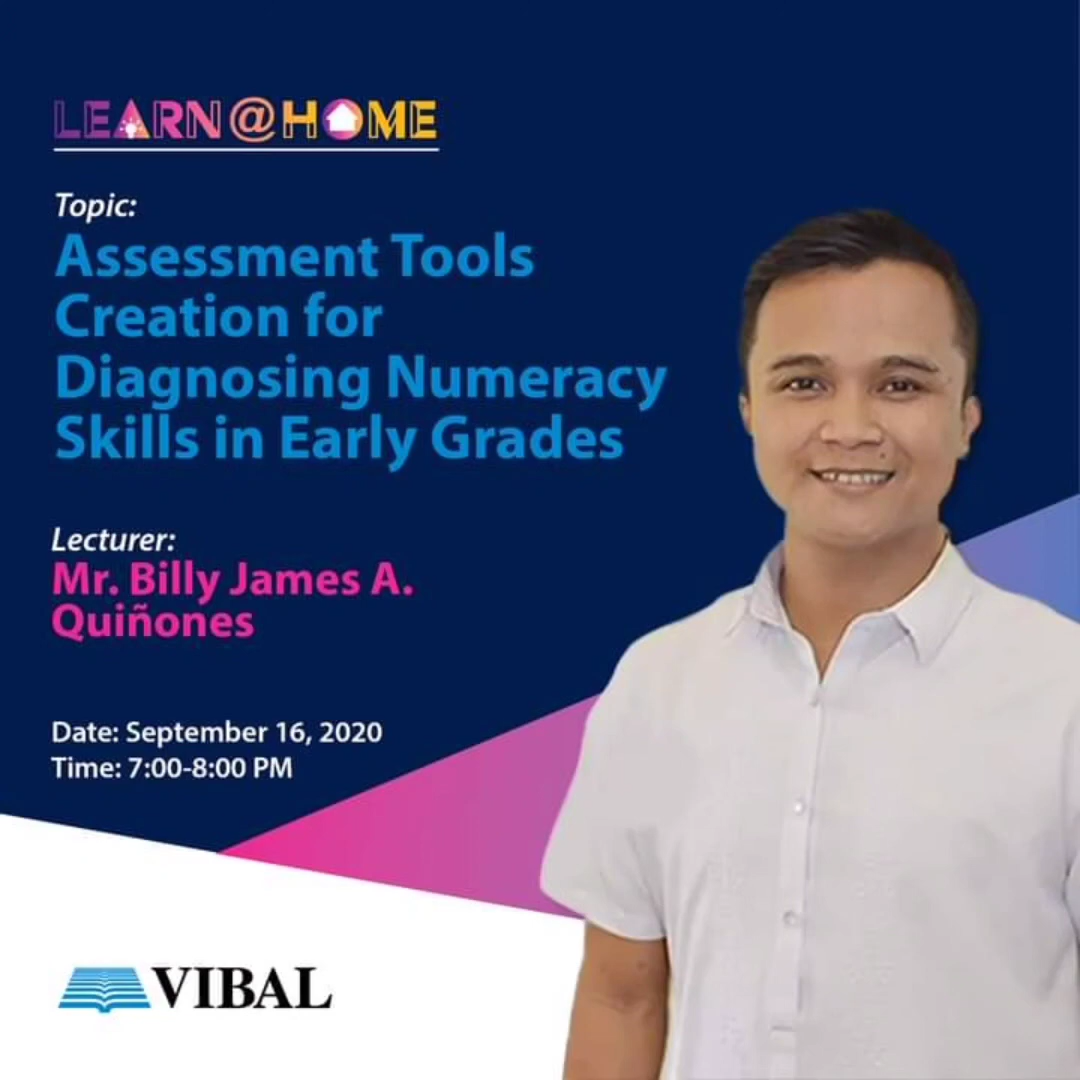 LEARN@HOME
Topic:
Assessment Tools
Creation for
Diagnosing Numeracy
Skills in Early Grades
Lecturer:
Mr. Billy James A.
Quiñones
Date: September 16, 2020
Time: 7:00-8:00 PM
VIBAL